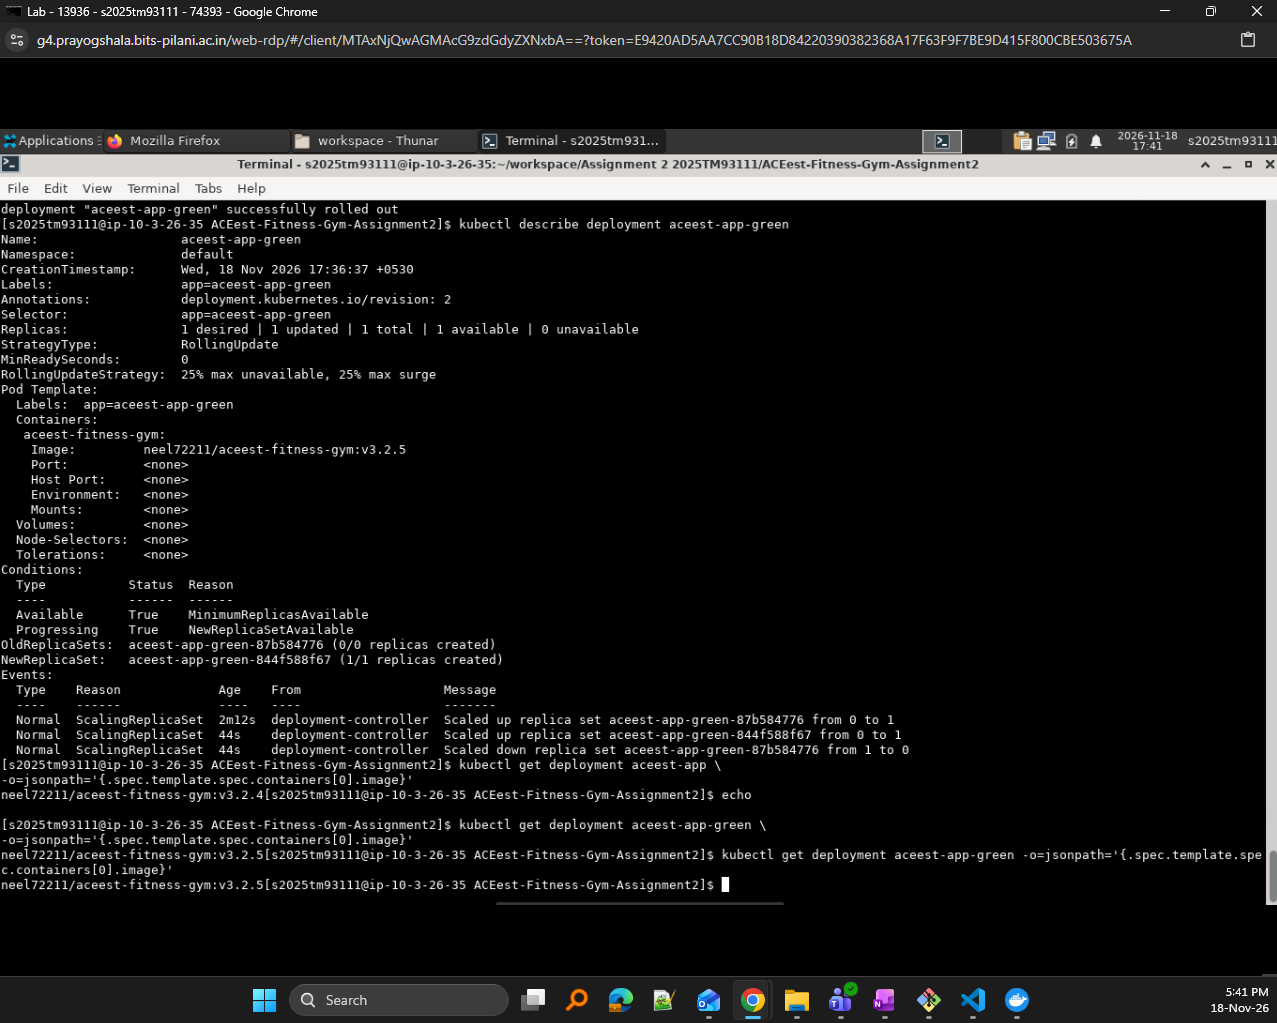 Lab - 13936 - s2025tm93111 - 74393 - Google Chrome
g4.prayogshala.bits-pilani.ac.in/web-rdp/#/client/MTAxNjQwAGMAcG9zdGdyZXNxbA==?token=E9420AD5AA7CC90B18D84220390382368A17F63F9F7BE9D415F800CBE503675A
Applications Mozilla Firefox workspace - Thunar Terminal - s2025tm931... 2026-11-18 17:41 s2025tm93111
Terminal - s2025tm93111@ip-10-3-26-35:~/workspace/Assignment 2 2025TM93111/ACEest-Fitness-Gym-Assignment2
File Edit View Terminal Tabs Help
deployment "aceest-app-green" successfully rolled out
[s2025tm93111@ip-10-3-26-35 ACEest-Fitness-Gym-Assignment2]$ kubectl describe deployment aceest-app-green
Name:                   aceest-app-green
Namespace:              default
CreationTimestamp:      Wed, 18 Nov 2026 17:36:37 +0530
Labels:                 app=aceest-app-green
Annotations:            deployment.kubernetes.io/revision: 2
Selector:               app=aceest-app-green
Replicas:               1 desired | 1 updated | 1 total | 1 available | 0 unavailable
StrategyType:           RollingUpdate
MinReadySeconds:        0
RollingUpdateStrategy:  25% max unavailable, 25% max surge
Pod Template:
  Labels:  app=aceest-app-green
  Containers:
   aceest-fitness-gym:
    Image:         neel72211/aceest-fitness-gym:v3.2.5
    Port:          <none>
    Host Port:     <none>
    Environment:   <none>
    Mounts:        <none>
  Volumes:         <none>
  Node-Selectors:  <none>
  Tolerations:     <none>
Conditions:
  Type           Status  Reason
  ----           ------  ------
  Available      True    MinimumReplicasAvailable
  Progressing    True    NewReplicaSetAvailable
OldReplicaSets:  aceest-app-green-87b584776 (0/0 replicas created)
NewReplicaSet:   aceest-app-green-844f588f67 (1/1 replicas created)
Events:
  Type    Reason             Age    From                   Message
  ----    ------             ----   ----                   -------
  Normal  ScalingReplicaSet  2m12s  deployment-controller  Scaled up replica set aceest-app-green-87b584776 from 0 to 1
  Normal  ScalingReplicaSet  44s    deployment-controller  Scaled up replica set aceest-app-green-844f588f67 from 0 to 1
  Normal  ScalingReplicaSet  44s    deployment-controller  Scaled down replica set aceest-app-green-87b584776 from 1 to 0
[s2025tm93111@ip-10-3-26-35 ACEest-Fitness-Gym-Assignment2]$ kubectl get deployment aceest-app \
-o=jsonpath='{.spec.template.spec.containers[0].image}'
neel72211/aceest-fitness-gym:v3.2.4[s2025tm93111@ip-10-3-26-35 ACEest-Fitness-Gym-Assignment2]$ echo
[s2025tm93111@ip-10-3-26-35 ACEest-Fitness-Gym-Assignment2]$ kubectl get deployment aceest-app-green \
-o=jsonpath='{.spec.template.spec.containers[0].image}'
neel72211/aceest-fitness-gym:v3.2.5[s2025tm93111@ip-10-3-26-35 ACEest-Fitness-Gym-Assignment2]$ kubectl get deployment aceest-app-green -o=jsonpath='{.spec.template.spe
c.containers[0].image}'
neel72211/aceest-fitness-gym:v3.2.5[s2025tm93111@ip-10-3-26-35 ACEest-Fitness-Gym-Assignment2]$
Search
5:41 PM
18-Nov-26